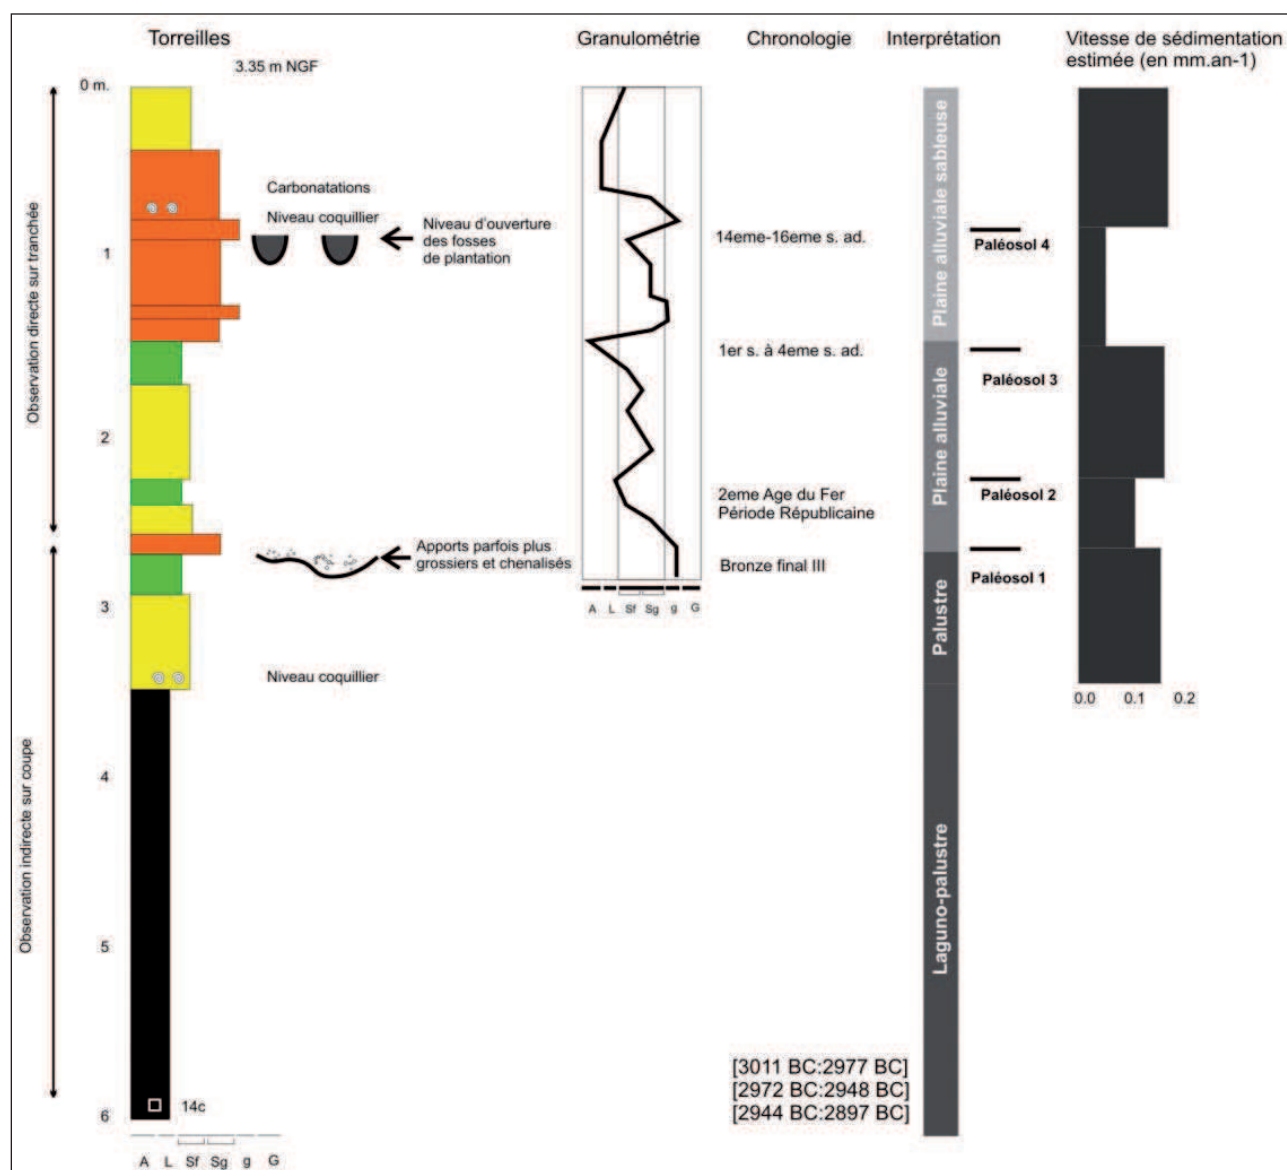 Torreilles
Granulométrie
Chronologie
Interprétation
Vitesse de sédimentation
estimée (en mm.an-1)
3.35 m NGF
0 m.
1
2
3
4
5
6
Observation directe sur tranchée
Observation indirecte sur coupe
Carbonatations
Niveau coquillier
Niveau d'ouverture
des fosses
de plantation
Apports parfois plus
grossiers et chenalisés
Niveau coquillier
14c
A L Sf Sg g G
A L Sf Sg g G
14eme-16eme s. ad.
1er s. à 4eme s. ad.
2eme Age du Fer
Période Républicaine
Bronze final III
[3011 BC:2977 BC]
[2972 BC:2948 BC]
[2944 BC:2897 BC]
Plaine alluviale sableuse
Plaine alluviale
Palustre
Laguno-palustre
Paléosol 4
Paléosol 3
Paléosol 2
Paléosol 1
0.0 0.1 0.2